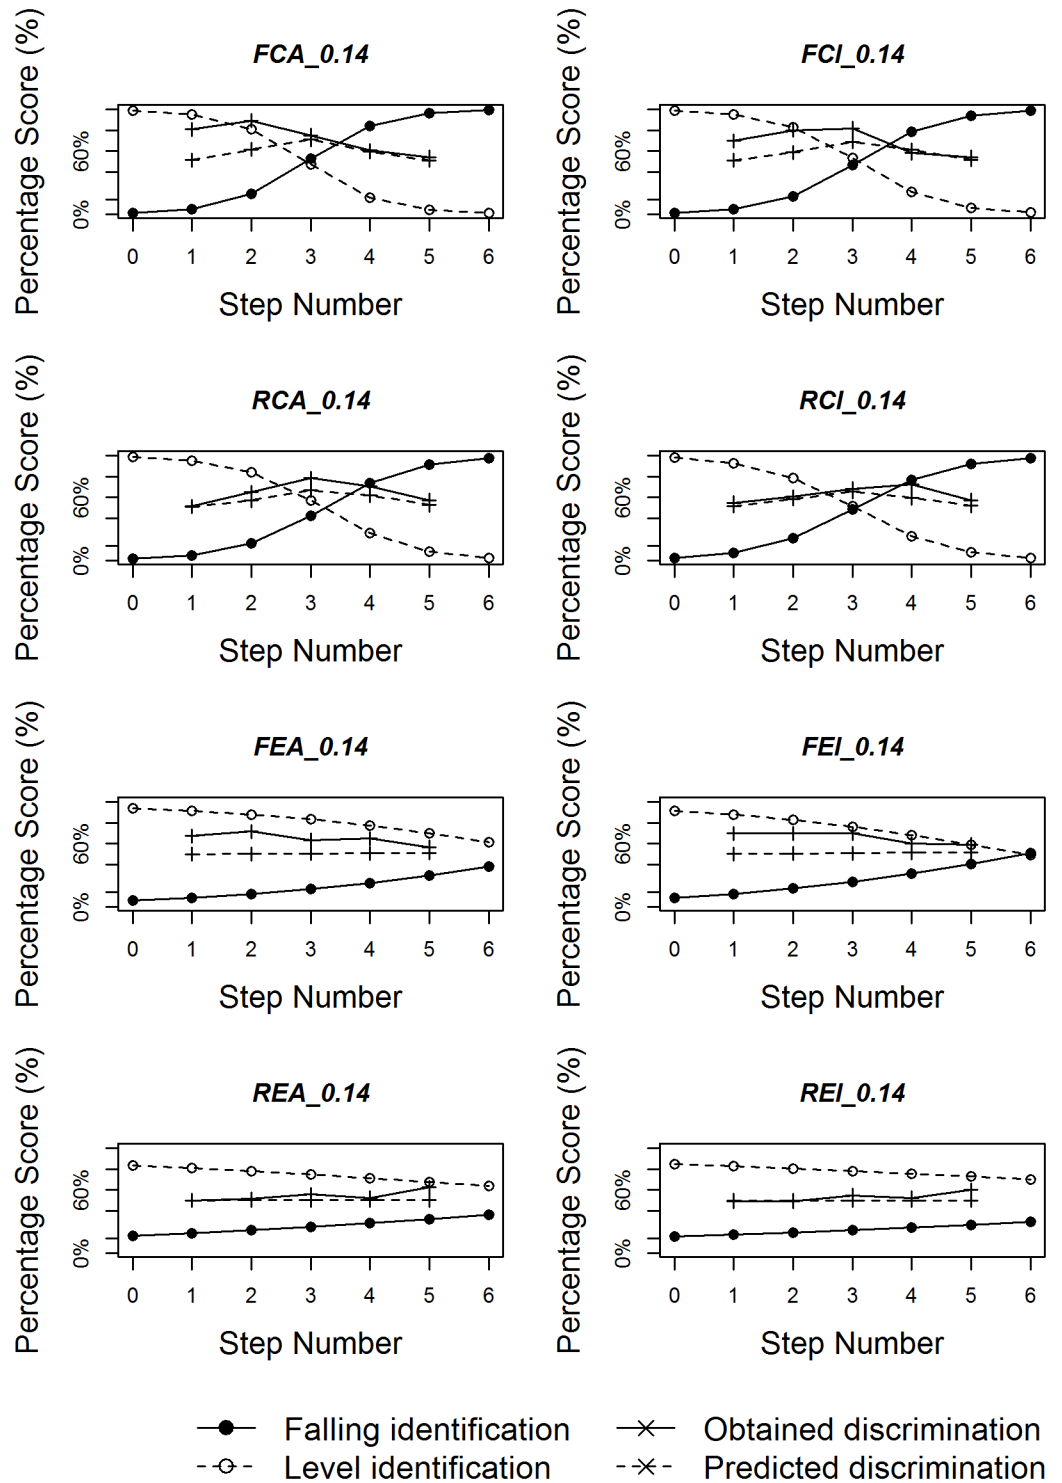 FCA_0.14
Percentage Score (%)
60%
0%
0 1 2 3 4 5 6
Step Number
FCI_0.14
Percentage Score (%)
60%
0%
0 1 2 3 4 5 6
Step Number
RCA_0.14
Percentage Score (%)
60%
0%
0 1 2 3 4 5 6
Step Number
RCI_0.14
Percentage Score (%)
60%
0%
0 1 2 3 4 5 6
Step Number
FEA_0.14
Percentage Score (%)
60%
0%
0 1 2 3 4 5 6
Step Number
FEI_0.14
Percentage Score (%)
60%
0%
0 1 2 3 4 5 6
Step Number
REA_0.14
Percentage Score (%)
60%
0%
0 1 2 3 4 5 6
Step Number
REI_0.14
Percentage Score (%)
60%
0%
0 1 2 3 4 5 6
Step Number
Falling identification
Level identification
Obtained discrimination
Predicted discrimination